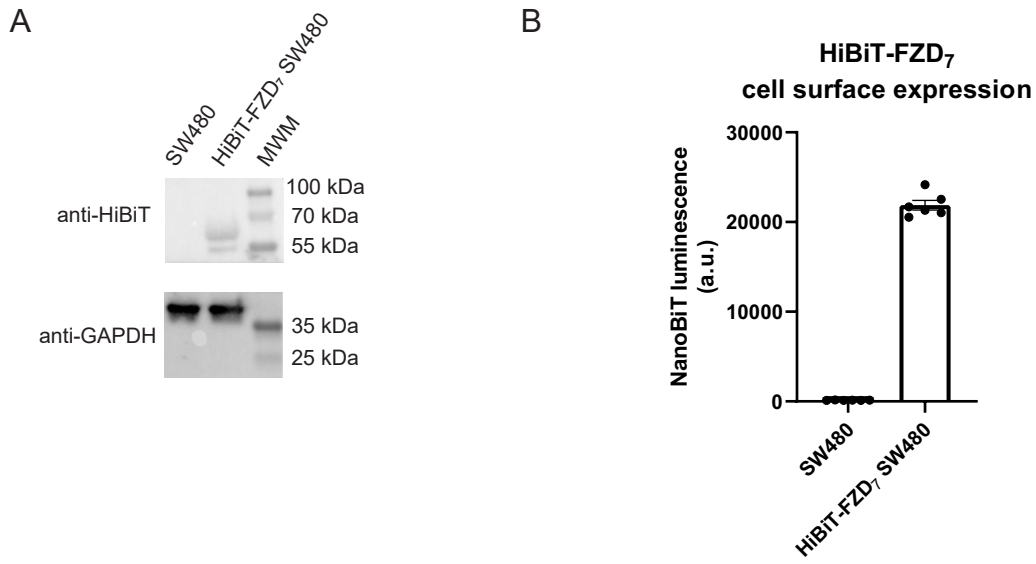 A
SW480
HiBiT-FZD₇ SW480
MWM
anti-HiBiT
100 kDa
70 kDa
55 kDa
anti-GAPDH
35 kDa
25 kDa
B
HiBiT-FZD₇
cell surface expression
NanoBiT luminescence
(a.u.)
30000
20000
10000
0
SW480
HiBiT-FZD₇ SW480